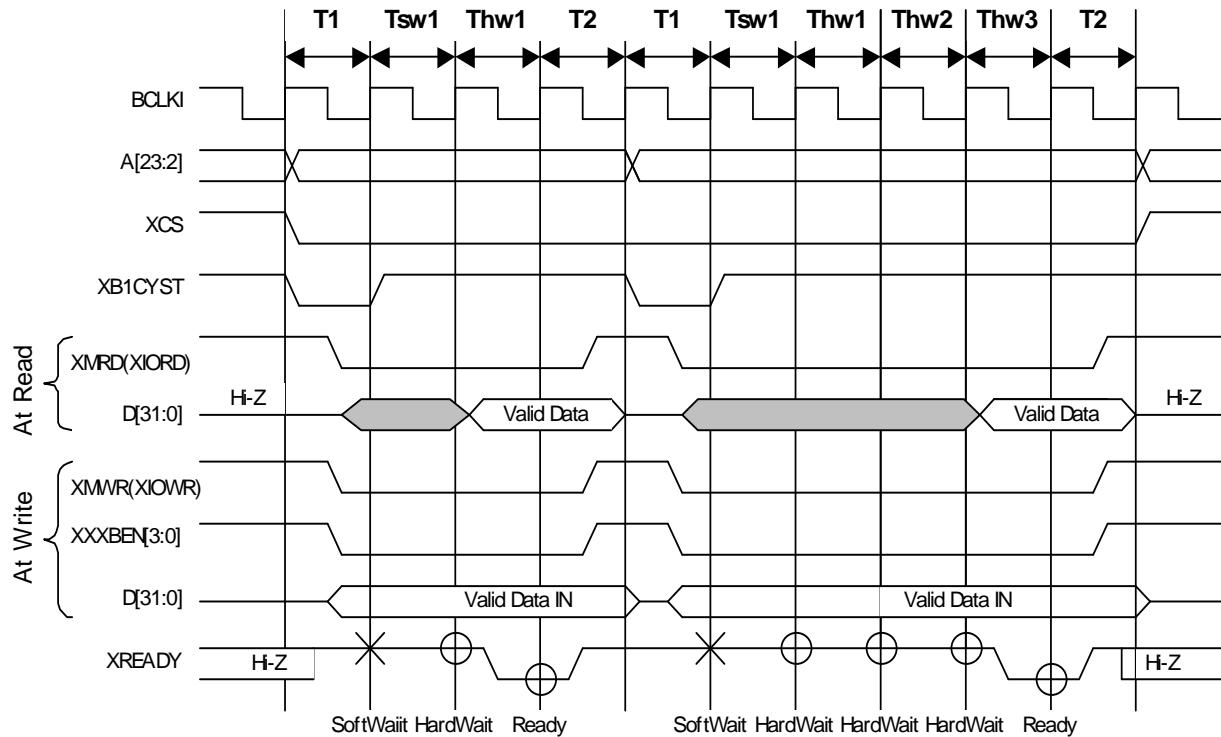 T1 Tsw1 Thw1 T2 T1 Tsw1 Thw1 Thw2 Thw3 T2
BCLKI
A[23:2]
XCS
XB1CYST
At Read
XMRD(XIORD)
Hi-Z D[31:0] Valid Data Valid Data Hi-Z
At Write
XMWR(XIOWR)
XXXBEN[3:0]
D[31:0] Valid Data IN Valid Data IN
XREADY Hi-Z Hi-Z
SoftWaiit HardWait Ready SoftWait HardWait HardWait HardWait Ready